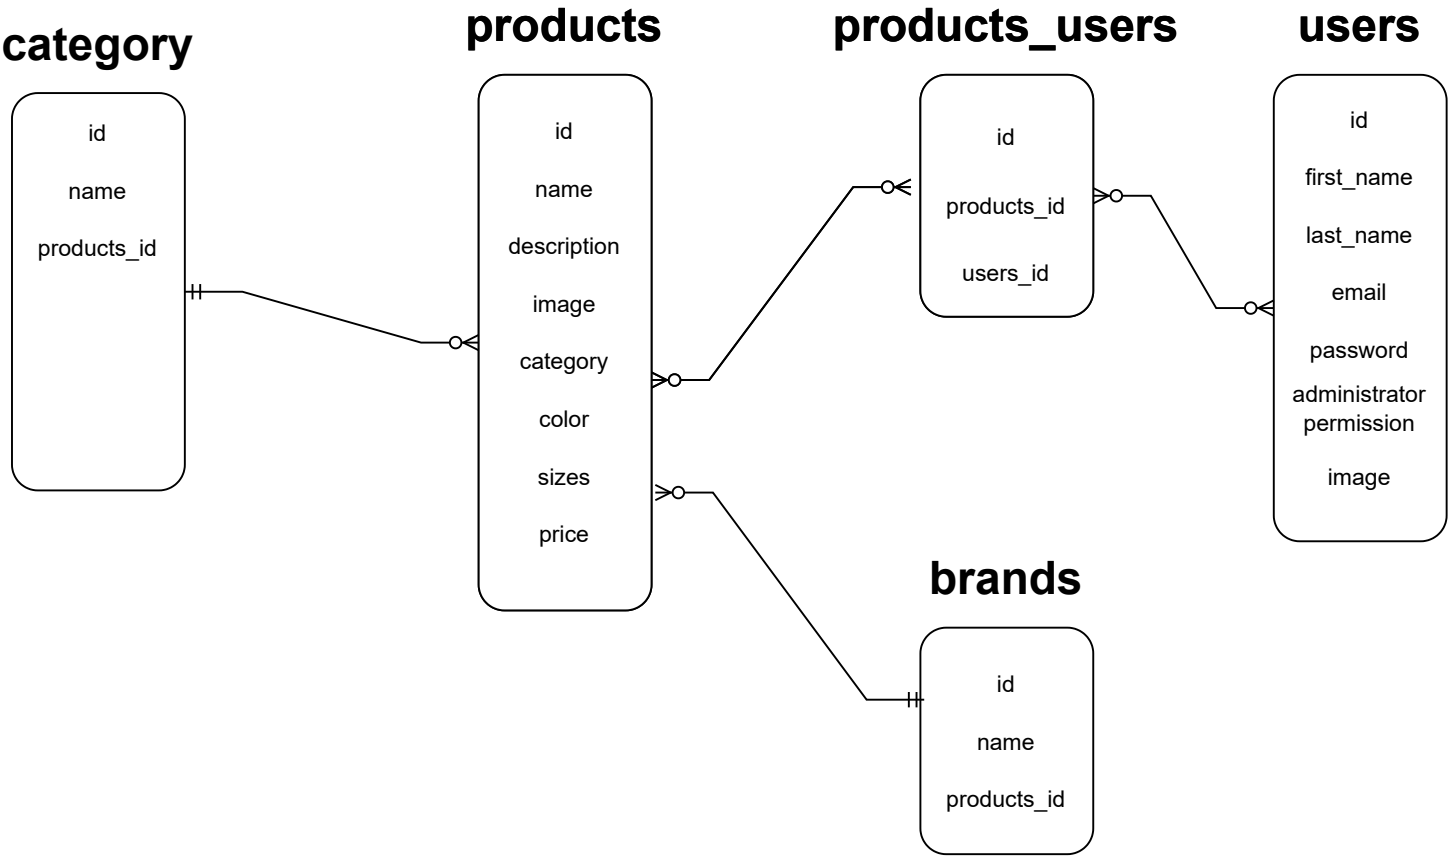 category
id
name
products_id
products
id
name
description
image
category
color
sizes
price
products_users
id
products_id
users_id
users
id
first_name
last_name
email
password
administrator
permission
image
brands
id
name
products_id